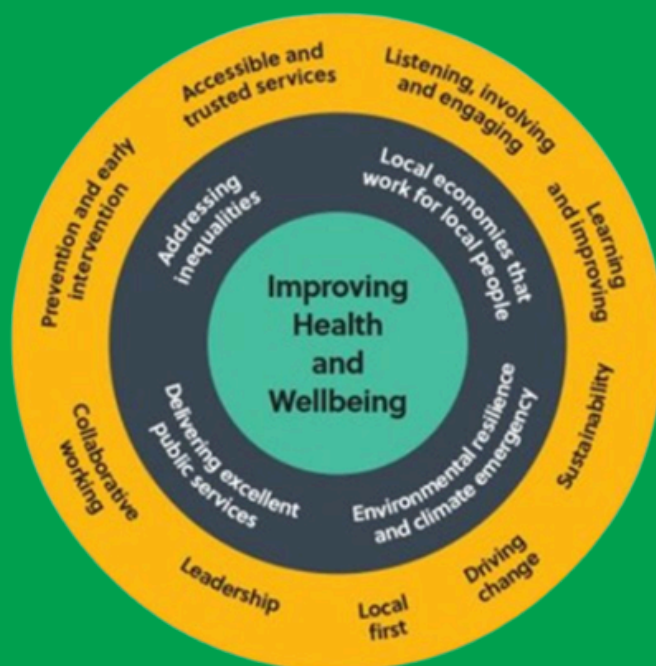 Improving
Health
and
Wellbeing
Addressing
inequalities
Local economies that
work for local people
Environmental resilience
and climate emergency
Delivering excellent
public services
Accessible and
trusted services
Listening, involving
and engaging
Learning
and improving
Sustainability
Driving
change
Local
first
Leadership
Collaborative
working
Prevention and early
intervention